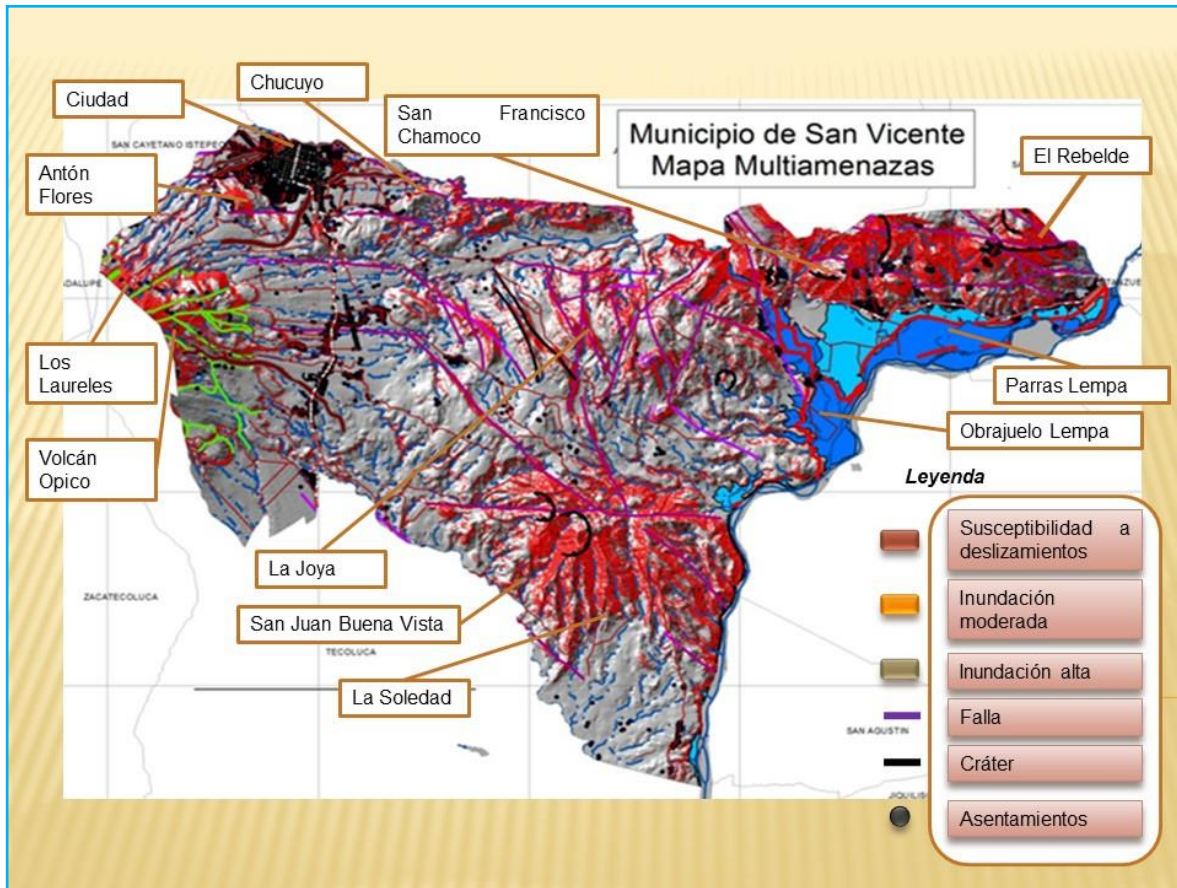 Ciudad
Chucuyo
San Francisco
Chamoco
Municipio de San Vicente
Mapa Multiamenazas
El Rebelde
SAN CAYETANO ISTEPEQ
Antón
Flores
Los
Laureles
Volcán
Opico
Parras Lempa
Obrajuelo Lempa
Leyenda
Susceptibilidad a
deslizamientos
Inundación
moderada
Inundación alta
Falla
Cráter
Asentamientos
La Joya
ZACATECOLUCA
San Juan Buena Vista
TECOLUCA
La Soledad
SAN AGUSTIN